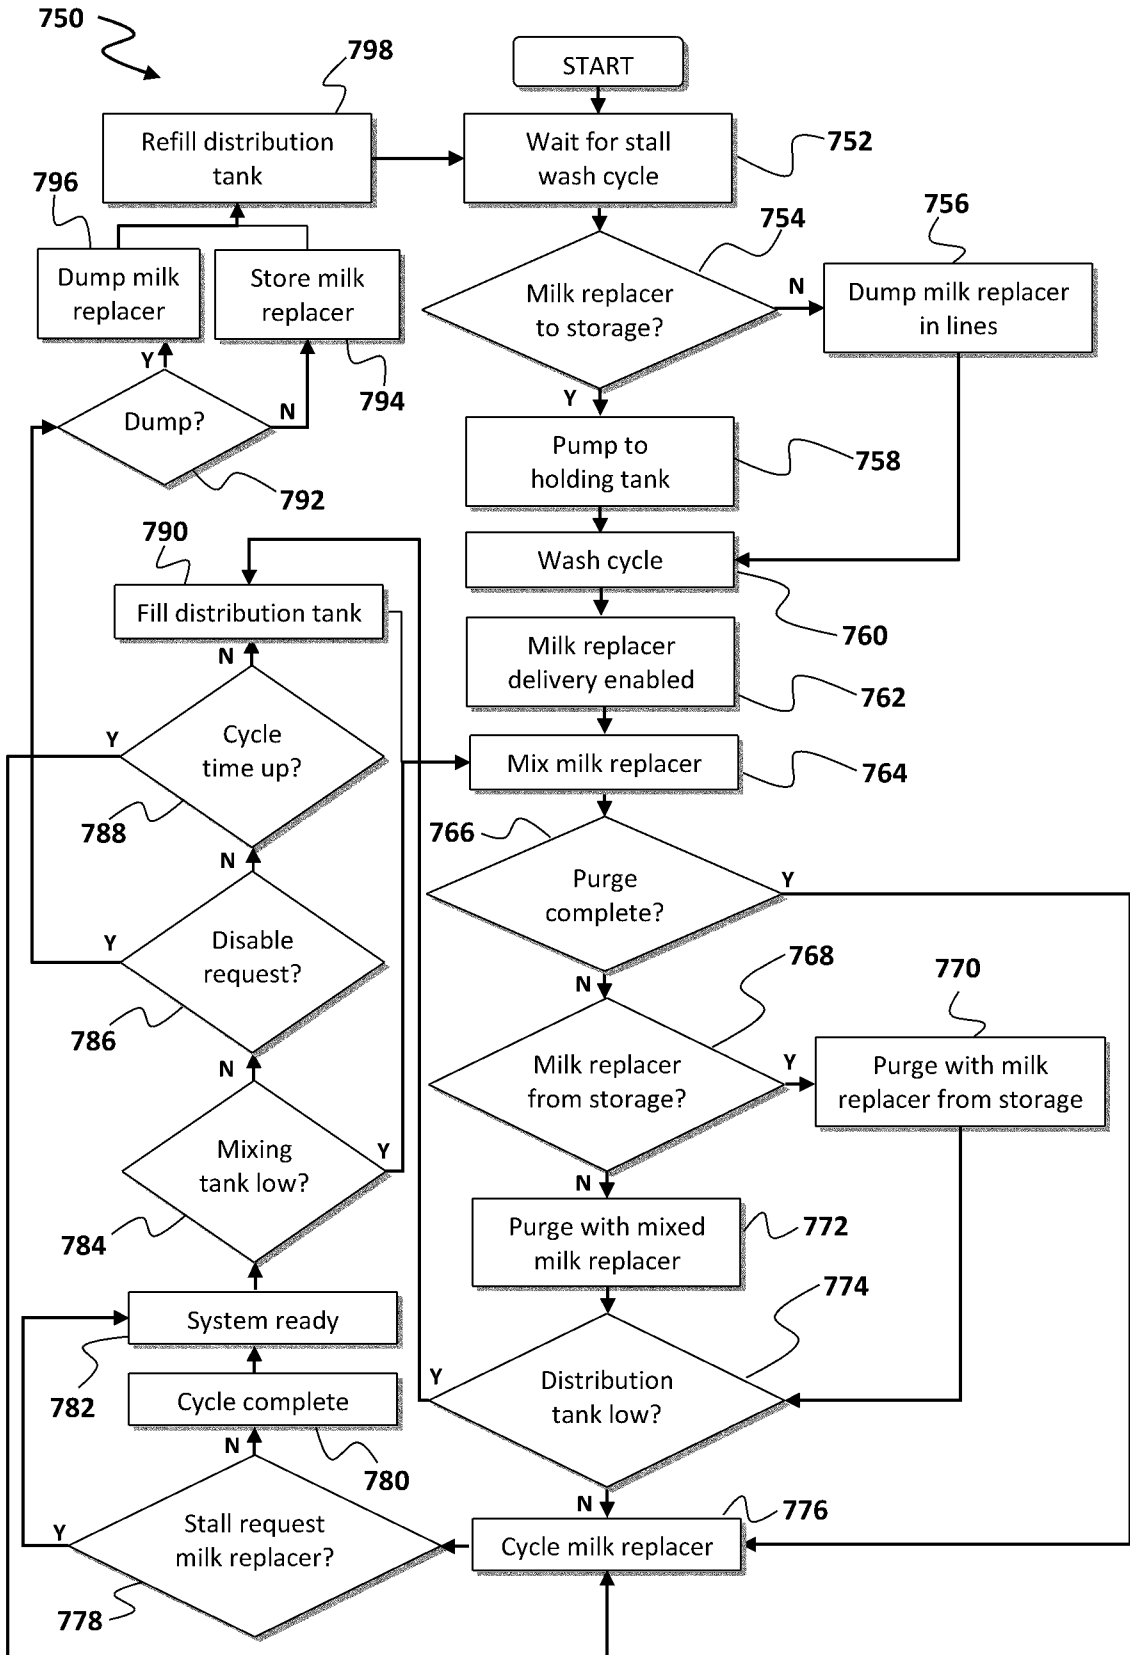 750
798
START
Refill distribution
tank
Wait for stall
wash cycle
752
796
754
756
Dump milk
replacer
Store milk
replacer
Milk replacer
to storage?
N
Dump milk replacer
in lines
Y
794
Y
Dump?
N
792
Pump to
holding tank
758
790
Wash cycle
760
Fill distribution tank
N
Milk replacer
delivery enabled
762
Y
Cycle
time up?
788
Mix milk replacer
764
766
N
Purge
complete?
Y
Y
Disable
request?
786
N
768
770
N
Milk replacer
from storage?
Y
Purge with milk
replacer from storage
Mixing
tank low?
Y
784
N
Purge with mixed
milk replacer
772
774
System ready
782
Y
Distribution
tank low?
Cycle complete
780
N
N
776
Y
Stall request
milk replacer?
778
Cycle milk replacer